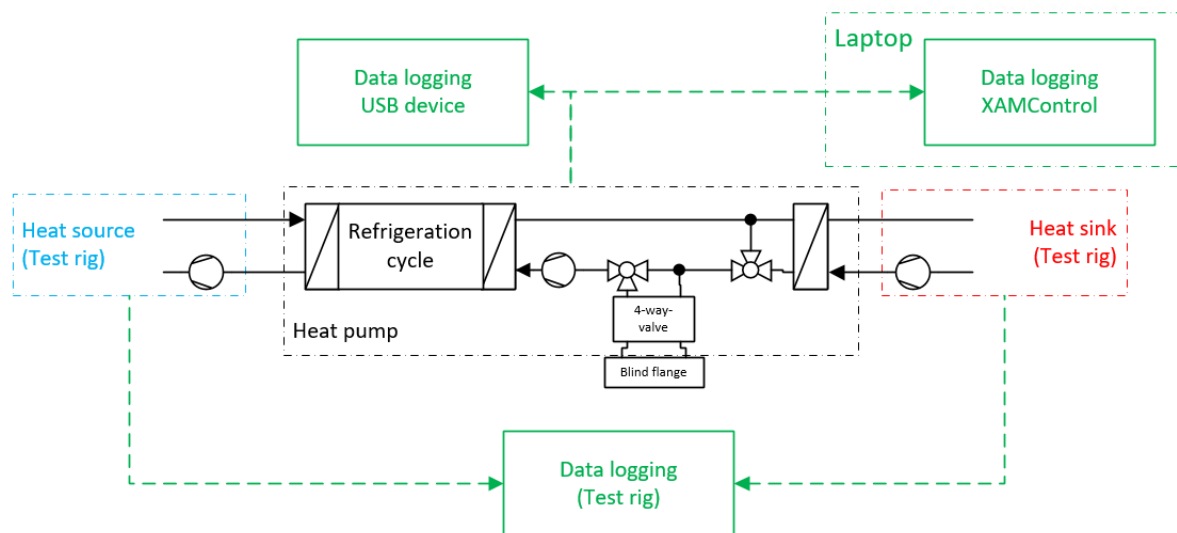 Laptop
Data logging
USB device
Data logging
XAMControl
Heat source
(Test rig)
Refrigeration
cycle
Heat sink
(Test rig)
Heat pump
4-way-
valve
Blind flange
Data logging
(Test rig)